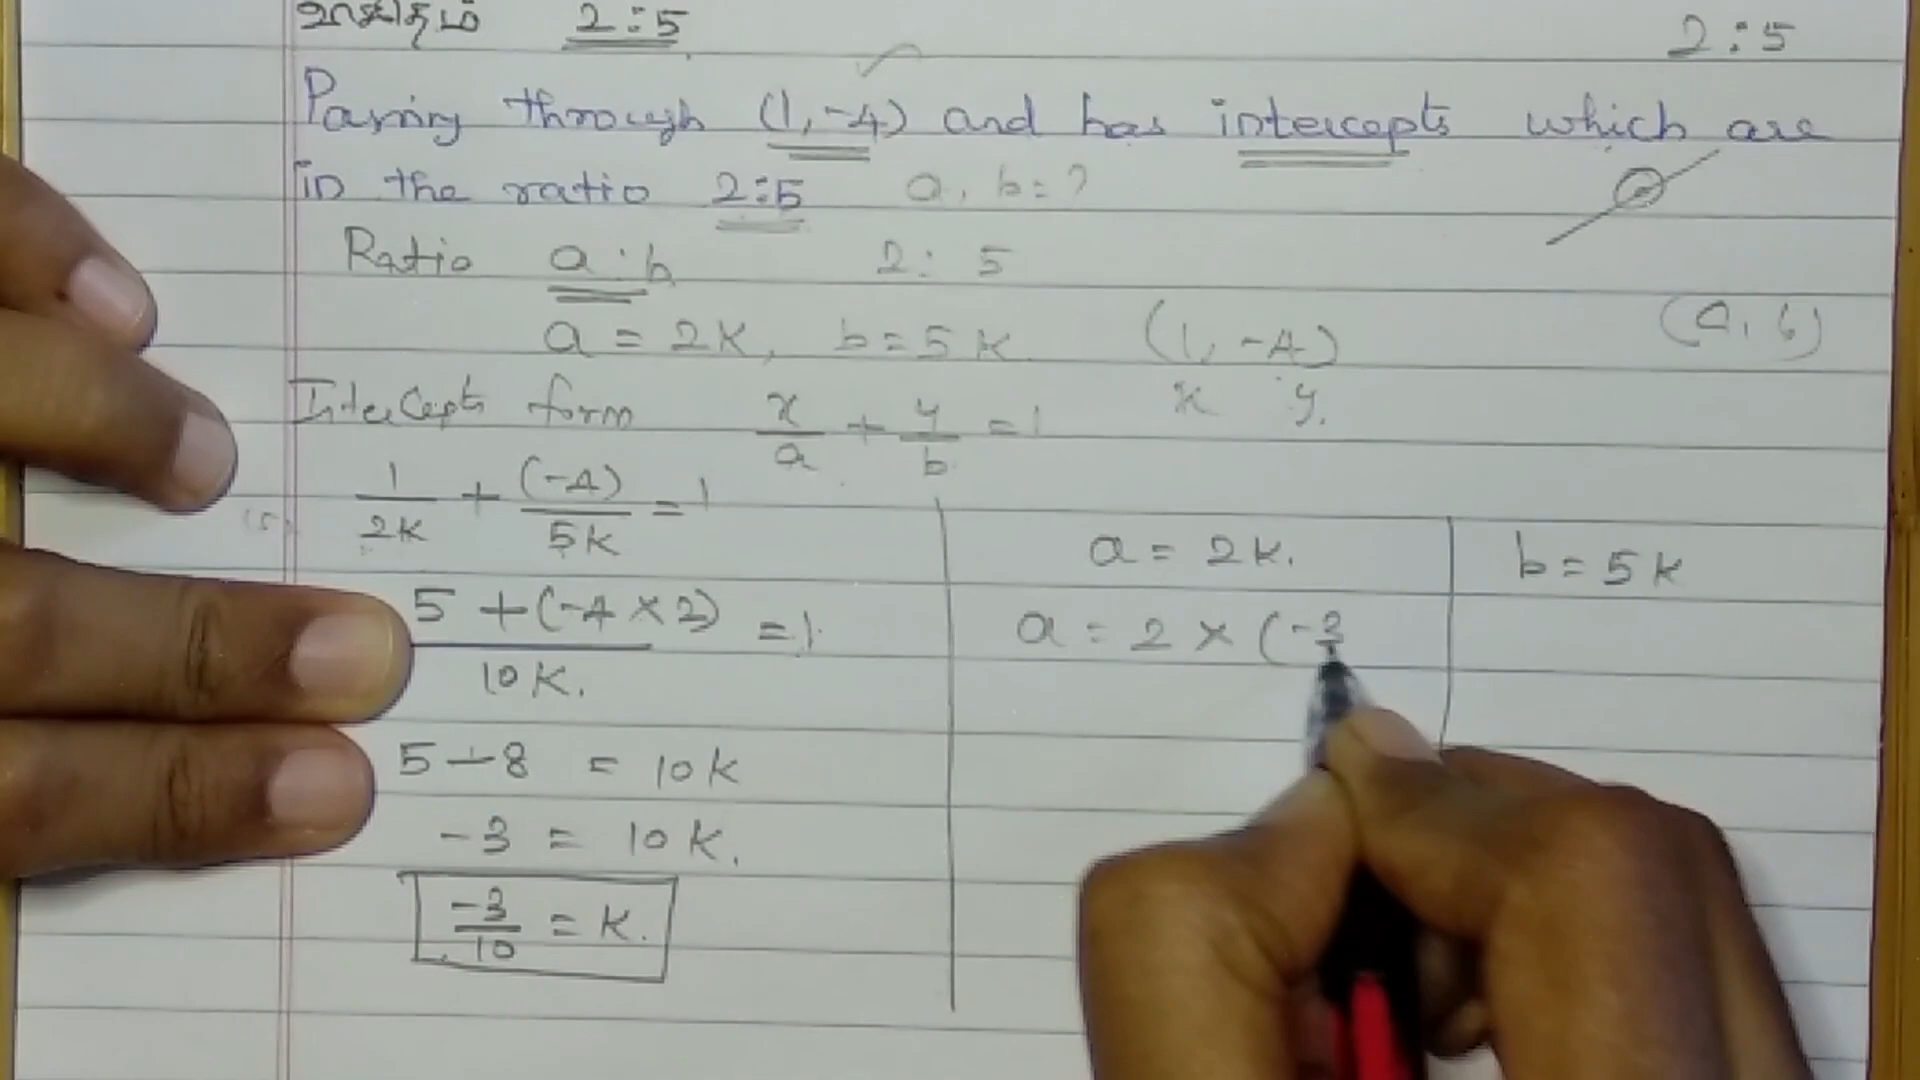 விகிதம் 2:5 2:5
Passing through (1,-4) and has intercepts which are
in the ratio 2:5 a, b=?
Ratio a:b 2: 5
a = 2k, b = 5k (1, -4) (a, b)
Intercepts form x/a + y/b = 1 x y.
1/2k + (-4)/5k = 1
a = 2k. b = 5k
5 + (-4 × 2)/10k. = 1
a = 2 × (-3
5 - 8 = 10k
-3 = 10k.
-3/10 = k.